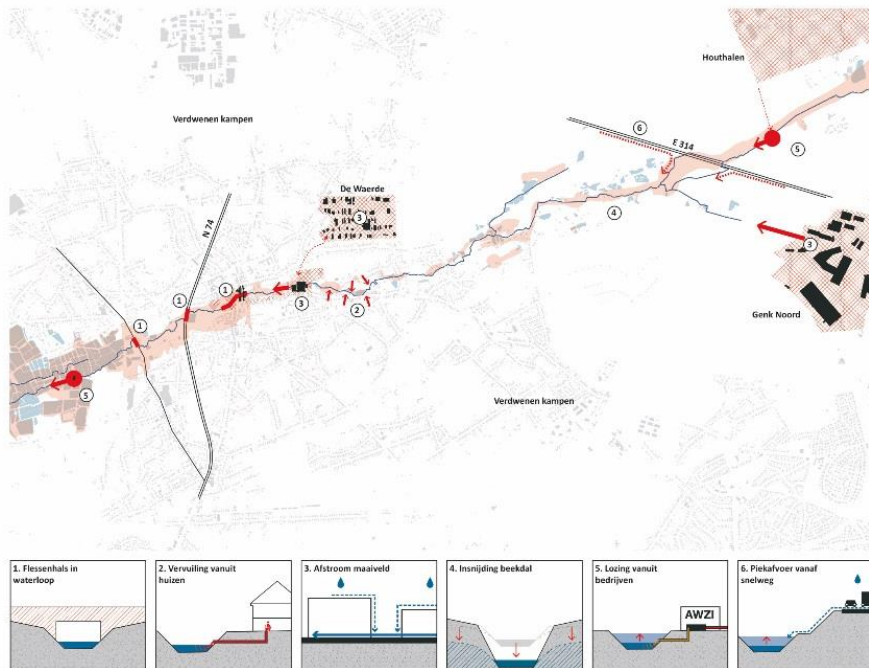 Houthalen
Verdwenen kampen
6
E 314
5
De Waerde
3
4
N 74
3
1
1
3
2
Genk Noord
1
5
Verdwenen kampen
1. Flessenhals in
waterloop
2. Vervuiling vanuit
huizen
3. Afstroom maaiveld
4. Insnijding beekdal
5. Lozing vanuit
bedrijven
AWZI
6. Piekafvoer vanaf
snelweg